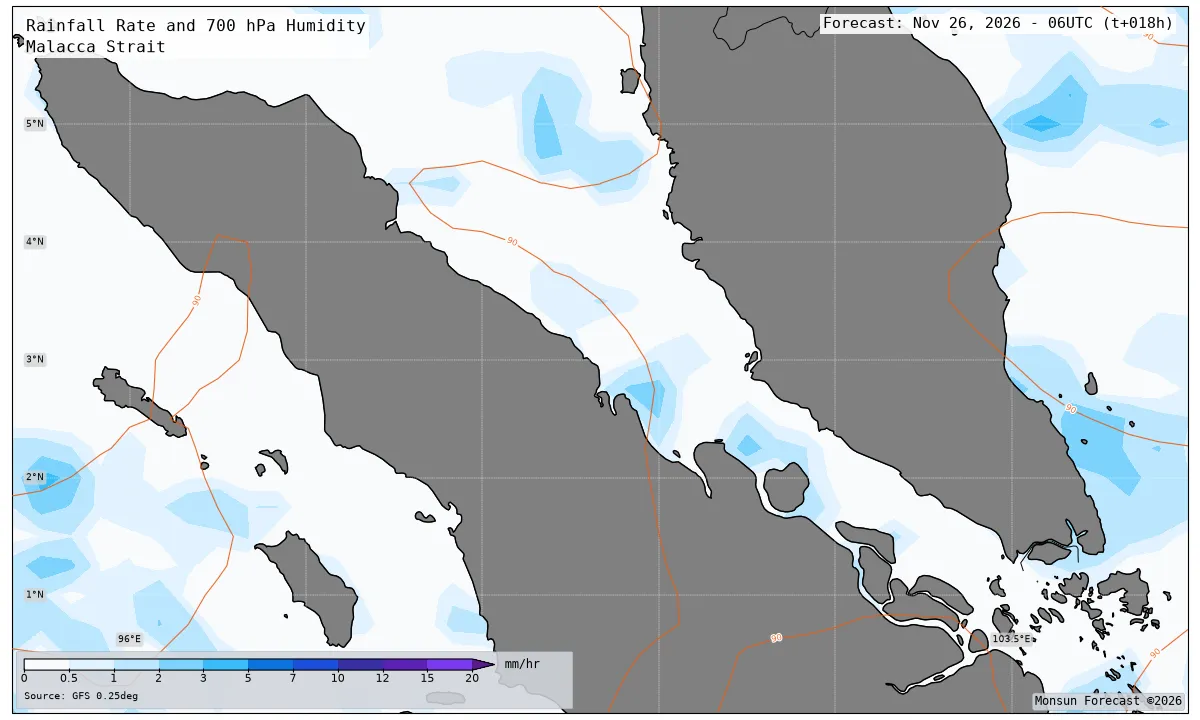 Rainfall Rate and 700 hPa Humidity
Malacca Strait
Forecast: Nov 26, 2026 - 06UTC (t+018h)
90
5°N
4°N
90
90
3°N
90
2°N
1°N
96°E
90
103.5°E
90
mm/hr
0 0.5 1 2 3 5 7 10 12 15 20
Source: GFS 0.25deg
Monsun Forecast ©2026